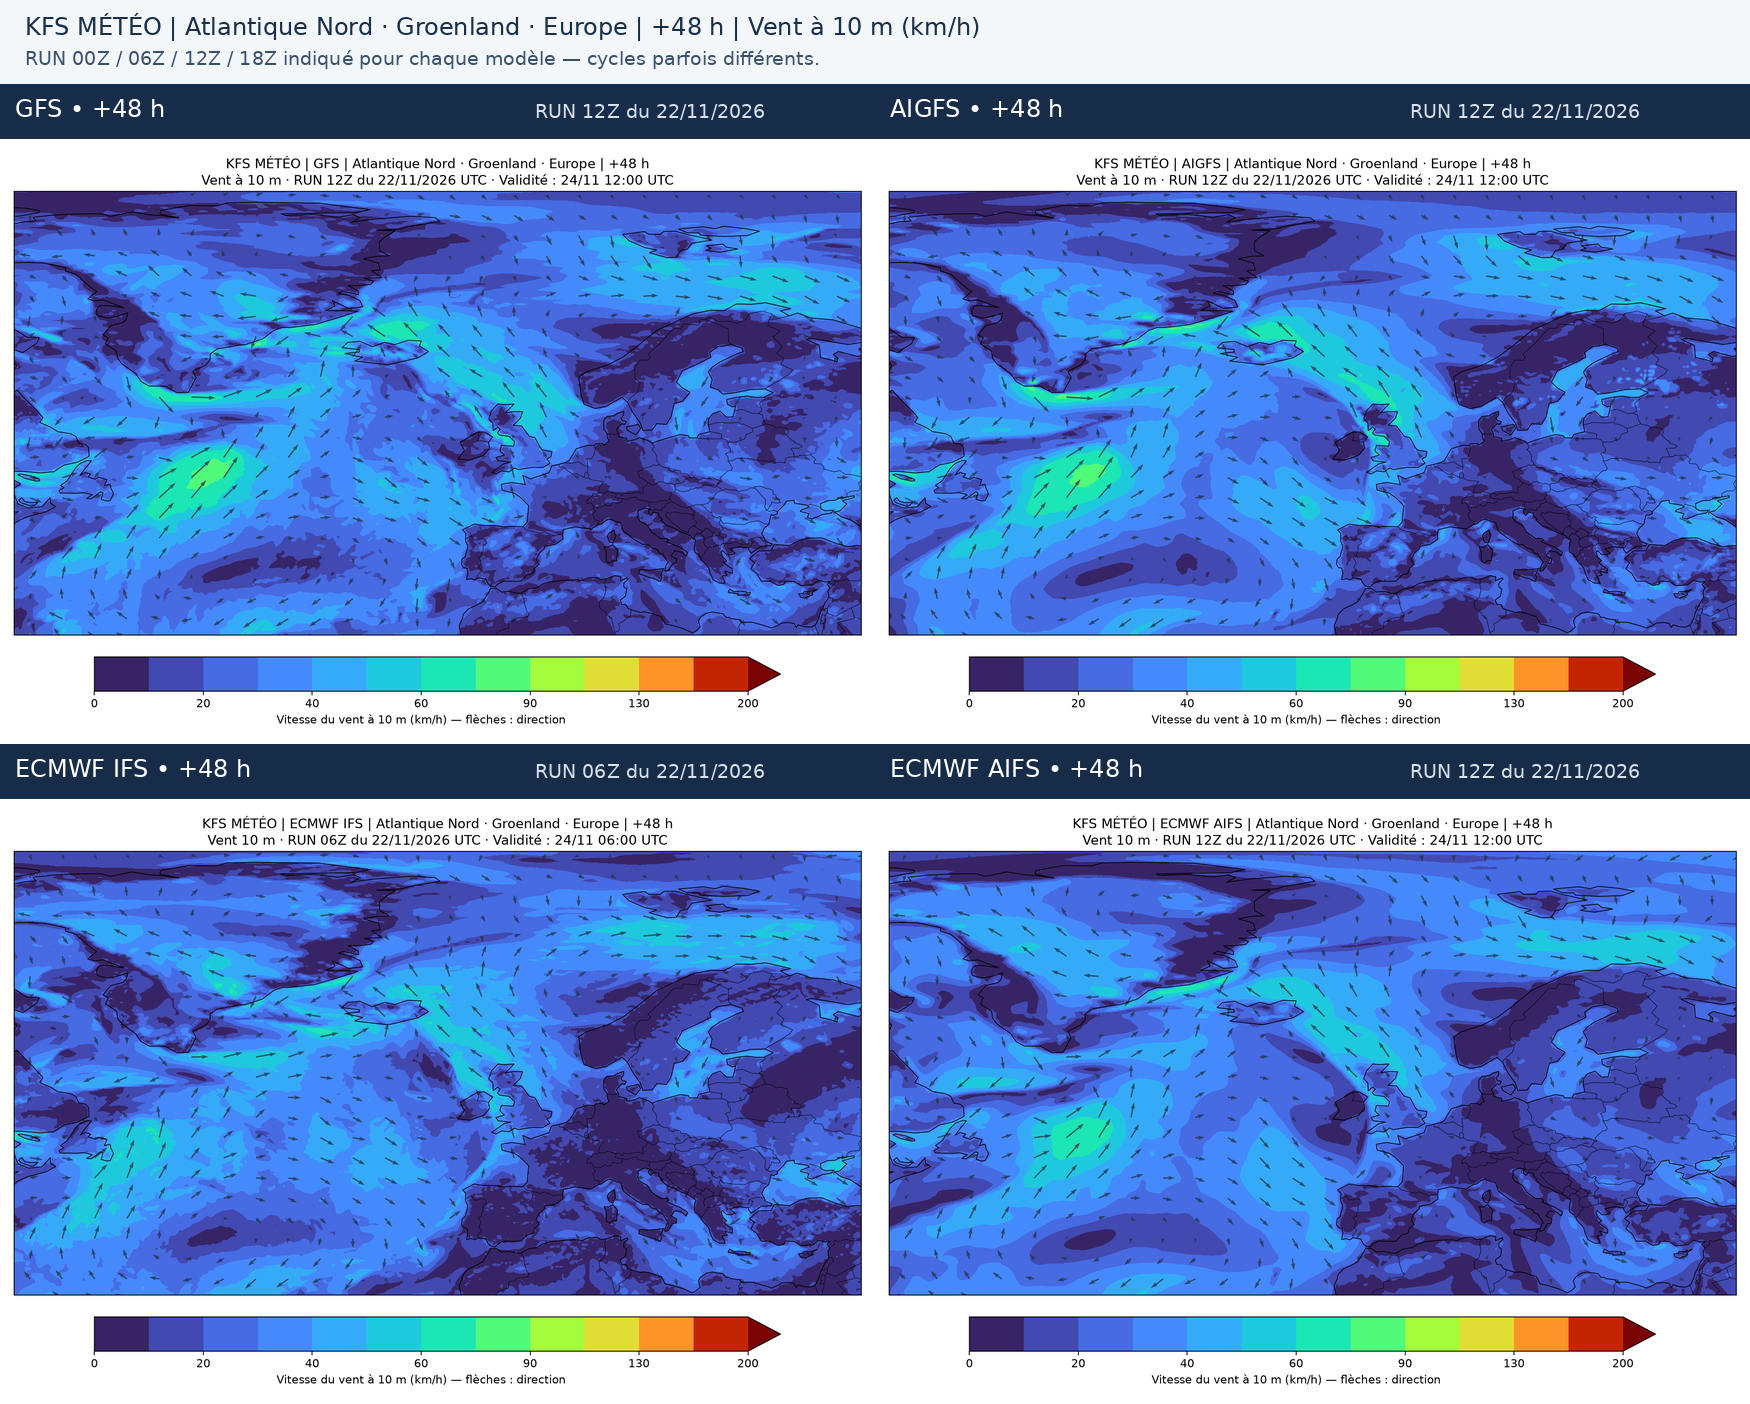 KFS MÉTÉO | Atlantique Nord · Groenland · Europe | +48 h | Vent à 10 m (km/h)
RUN 00Z / 06Z / 12Z / 18Z indiqué pour chaque modèle — cycles parfois différents.
GFS • +48 h
RUN 12Z du 22/11/2026
KFS MÉTÉO | GFS | Atlantique Nord · Groenland · Europe | +48 h
Vent à 10 m · RUN 12Z du 22/11/2026 UTC · Validité : 24/11 12:00 UTC
0 20 40 60 90 130 200
Vitesse du vent à 10 m (km/h) — flèches : direction
AIGFS • +48 h
RUN 12Z du 22/11/2026
KFS MÉTÉO | AIGFS | Atlantique Nord · Groenland · Europe | +48 h
Vent à 10 m · RUN 12Z du 22/11/2026 UTC · Validité : 24/11 12:00 UTC
0 20 40 60 90 130 200
Vitesse du vent à 10 m (km/h) — flèches : direction
ECMWF IFS • +48 h
RUN 06Z du 22/11/2026
KFS MÉTÉO | ECMWF IFS | Atlantique Nord · Groenland · Europe | +48 h
Vent 10 m · RUN 06Z du 22/11/2026 UTC · Validité : 24/11 06:00 UTC
0 20 40 60 90 130 200
Vitesse du vent à 10 m (km/h) — flèches : direction
ECMWF AIFS • +48 h
RUN 12Z du 22/11/2026
KFS MÉTÉO | ECMWF AIFS | Atlantique Nord · Groenland · Europe | +48 h
Vent 10 m · RUN 12Z du 22/11/2026 UTC · Validité : 24/11 12:00 UTC
0 20 40 60 90 130 200
Vitesse du vent à 10 m (km/h) — flèches : direction